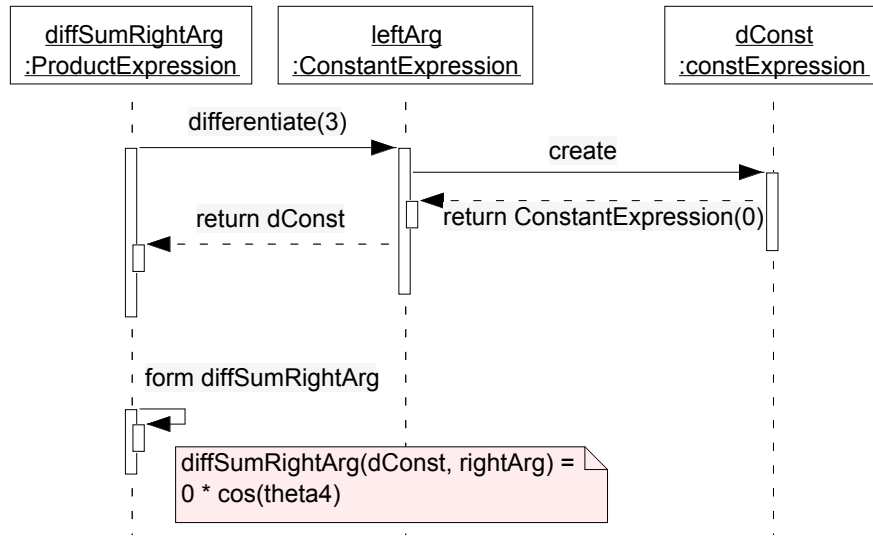 diffSumRightArg
:ProductExpression
leftArg
:ConstantExpression
dConst
:constExpression
differentiate(3)
create
return ConstantExpression(0)
return dConst
form diffSumRightArg
diffSumRightArg(dConst, rightArg) =
0 * cos(theta4)